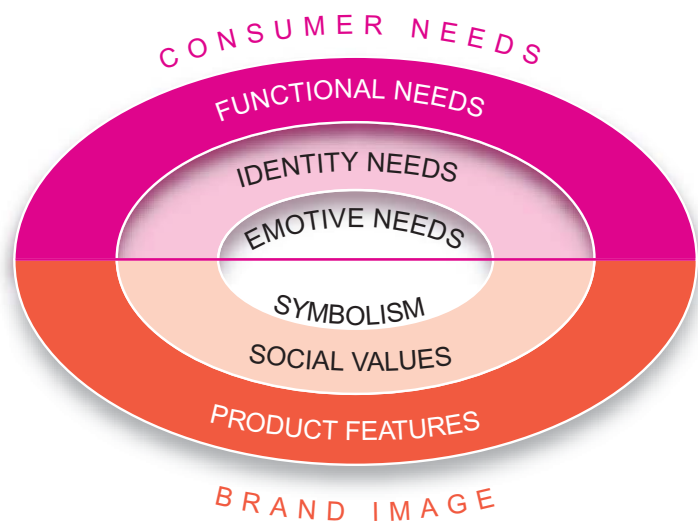 CONSUMER NEEDS
FUNCTIONAL NEEDS
IDENTITY NEEDS
EMOTIVE NEEDS
SYMBOLISM
SOCIAL VALUES
PRODUCT FEATURES
BRAND IMAGE